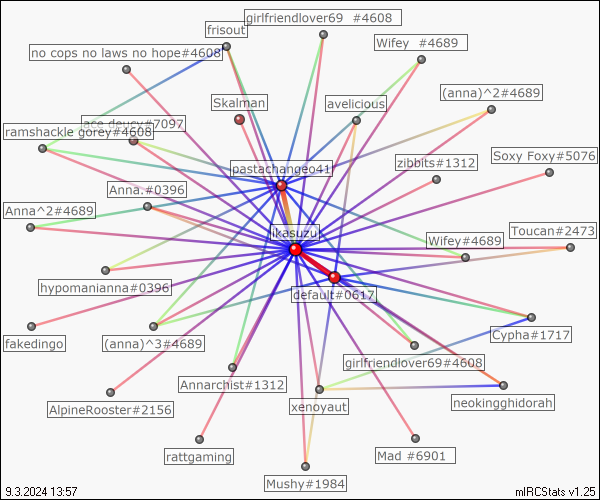 girlfriendlover69 #4608
frisout
Wifey #4689
no cops no laws no hope#4608
(anna)^2#4689
Skalman
avelicious
ace deucy#7097
ramshackle gorey#4608
Soxy Foxy#5076
zibbits#1312
pastachangeo41
Anna#0396
Anna^2#4689
Toucan#2473
ikasuzu
Wifey#4689
hypomanianna#0396
default#0617
Cypha#1717
fakedingo
(anna)^3#4689
girlfriendlover69#4608
Annarchist#1312
neokingghidorah
xenoyaut
AlpineRooster#2156
rattgaming
Mad #6901
Mushy#1984
9.3.2024 13:57
mIRCStats v1.25